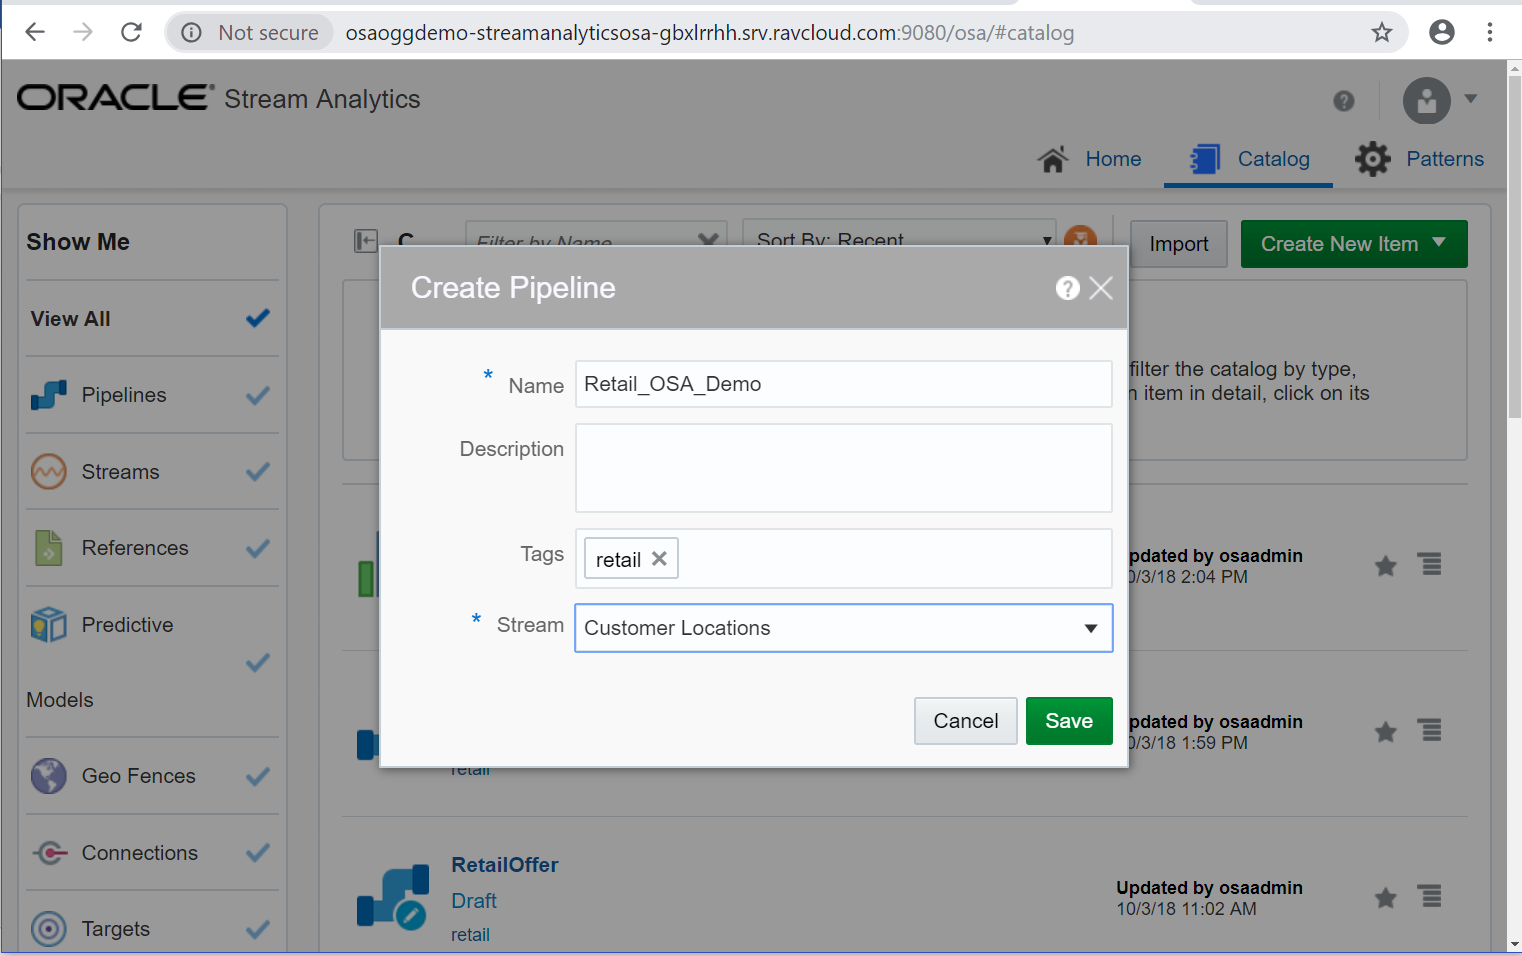 Not secure osaoggdemo-streamanalyticsosa-gbxlrrhh.srv.ravcloud.com:9080/osa/#catalog
ORACLE® Stream Analytics
Home Catalog Patterns
Show Me
Filter by Name Sort By: Recent Import Create New Item
Create Pipeline
View All
filter the catalog by type,
item in detail, click on its
* Name Retail_OSA_Demo
Pipelines
Description
Streams
Tags retail
References
Updated by osaadmin
10/3/18 2:04 PM
* Stream Customer Locations
Predictive
Models
Cancel Save
Updated by osaadmin
10/3/18 1:59 PM
retail
Geo Fences
Connections
RetailOffer
Draft
retail
Updated by osaadmin
10/3/18 11:02 AM
Targets